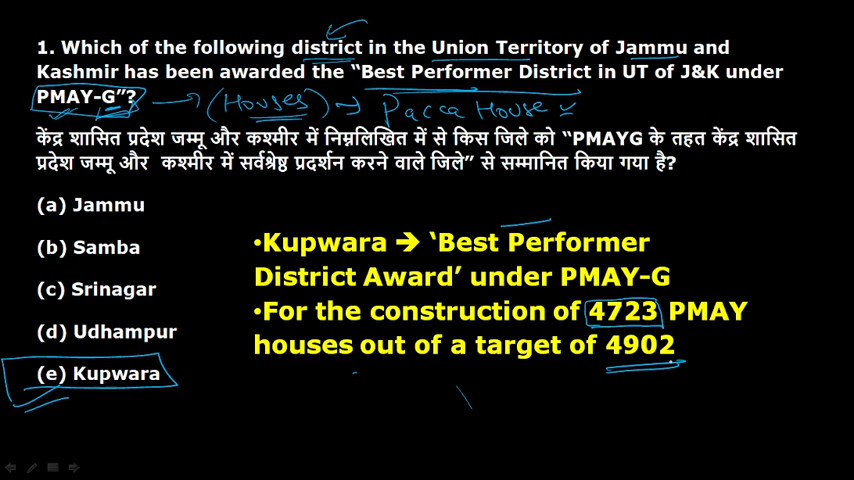 1. Which of the following district in the Union Territory of Jammu and
Kashmir has been awarded the “Best Performer District in UT of J&K under
PMAY-G”? → (Houses) → Pacca House
केंद्र शासित प्रदेश जम्मू और कश्मीर में निम्नलिखित में से किस जिले को “PMAYG के तहत केंद्र शासित
प्रदेश जम्मू और कश्मीर में सर्वश्रेष्ठ प्रदर्शन करने वाले जिले” से सम्मानित किया गया है?
(a) Jammu
(b) Samba
(c) Srinagar
(d) Udhampur
(e) Kupwara
•Kupwara → ‘Best Performer
District Award’ under PMAY-G
•For the construction of 4723 PMAY
houses out of a target of 4902